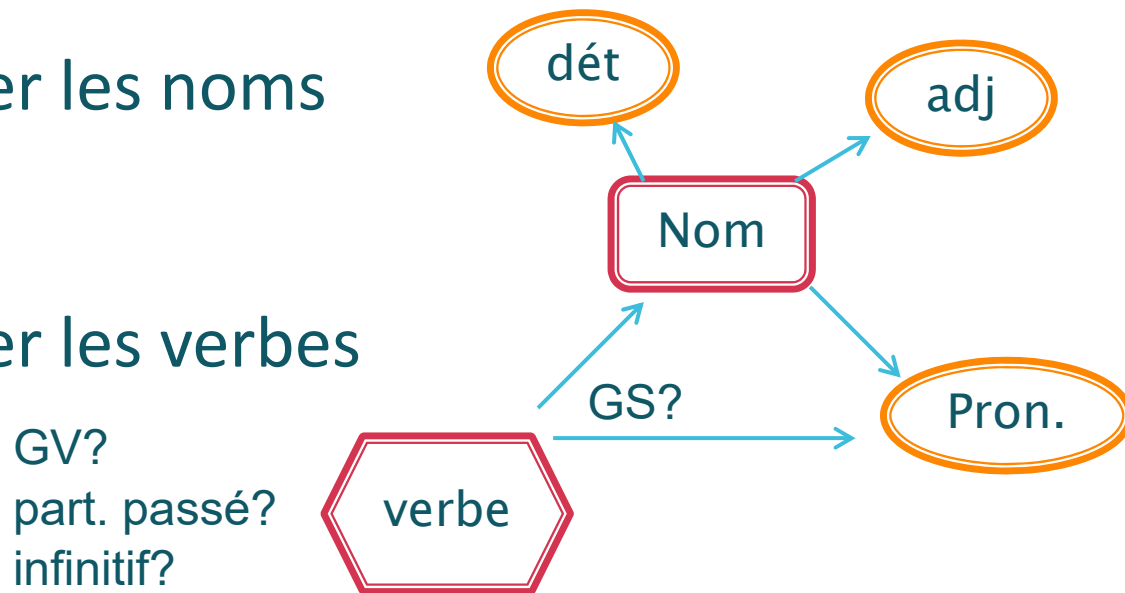 dét
er les noms
adj
Nom
er les verbes
GS?
Pron.
GV?
part. passé?
verbe
infinitif?